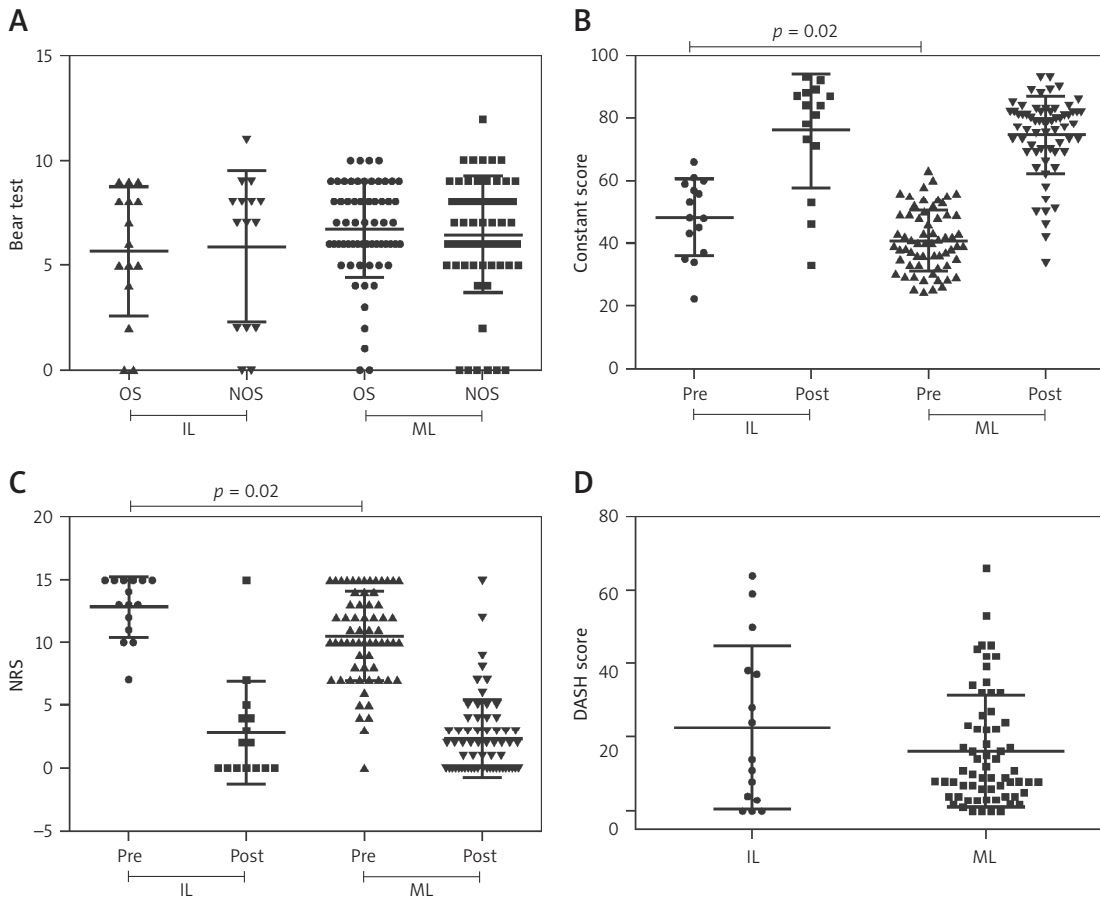 A
Bear test
15
10
5
0
OS NOS OS NOS
IL ML
B
p = 0.02
Constant score
100
80
60
40
20
0
Pre Post Pre Post
IL ML
C
p = 0.02
NRS
20
15
10
5
0
–5
Pre Post Pre Post
IL ML
D
DASH score
80
60
40
20
0
IL ML